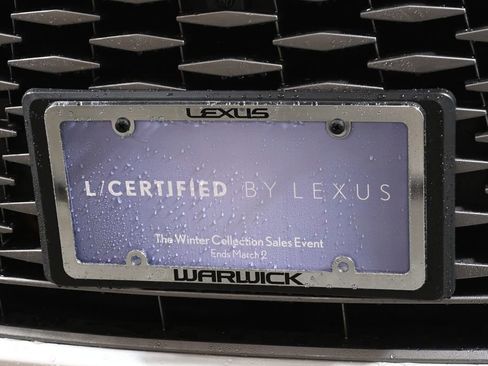 LEXUS
L/CERTIFIED BY LEXUS
The Winter Collection Sales Event
Ends March 2
WARWICK